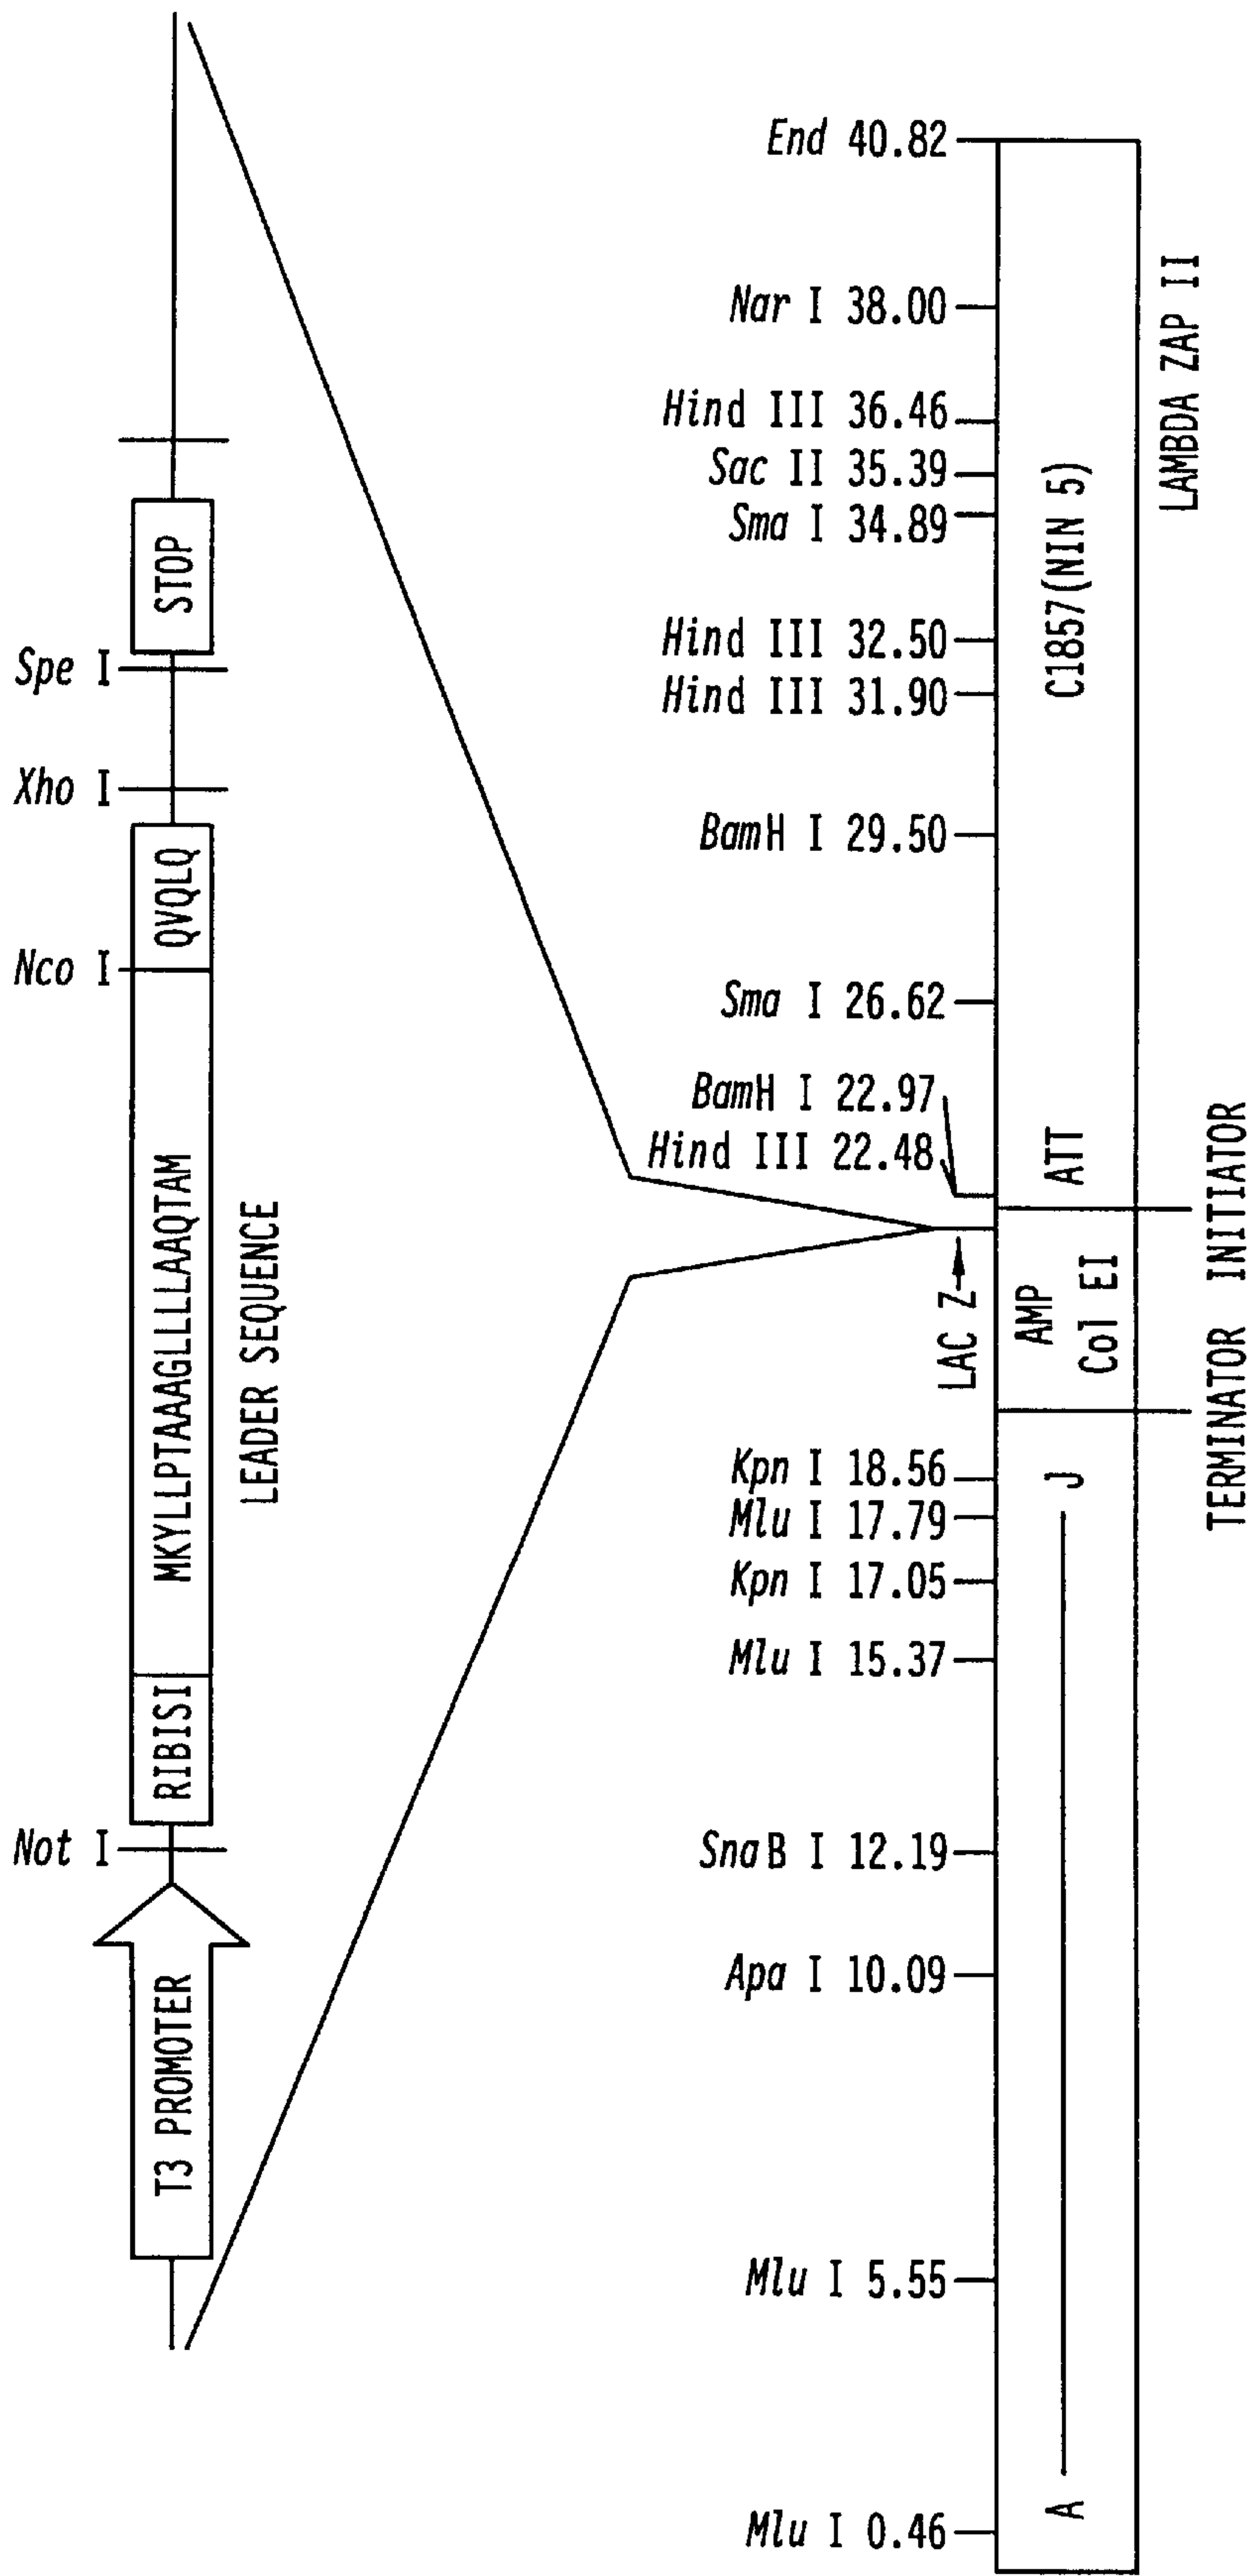 Not I
Nco I
Xho I
Spe I
T3 PROMOTER
RIBISI
MKYLLPTAAAGLLLLAAQTAM
QVQLQ
STOP
LEADER SEQUENCE
Mlu I 0.46
Mlu I 5.55
Apa I 10.09
SnaB I 12.19
Mlu I 15.37
Kpn I 17.05
Mlu I 17.79
Kpn I 18.56
LAC Z
Hind III 22.48
BamH I 22.97
Sma I 26.62
BamH I 29.50
Hind III 31.90
Hind III 32.50
Sma I 34.89
Sac II 35.39
Hind III 36.46
Nar I 38.00
End 40.82
A
J
AMP
Col EI
ATT
C1857(NIN 5)
TERMINATOR INITIATOR
LAMBDA ZAP II